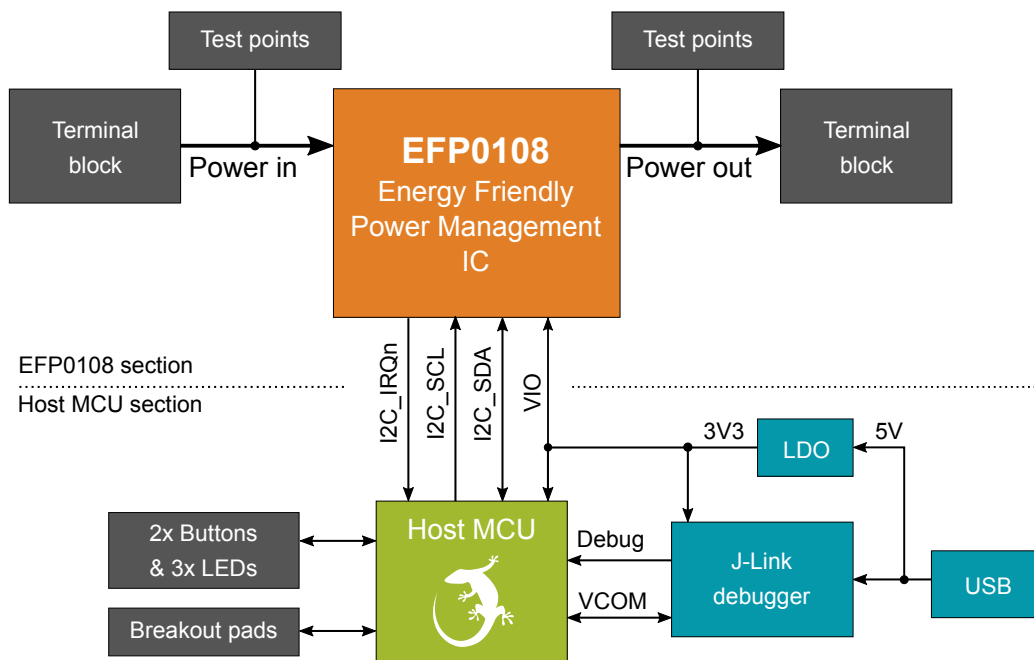 Test points
Test points
Terminal
block
Power in
EFP0108
Energy Friendly
Power Management
IC
Power out
Terminal
block
EFP0108 section
Host MCU section
I2C_IRQn
I2C_SCL
I2C_SDA
VIO
3V3
LDO
5V
2x Buttons
& 3x LEDs
Host MCU
Debug
J-Link
debugger
USB
VCOM
Breakout pads